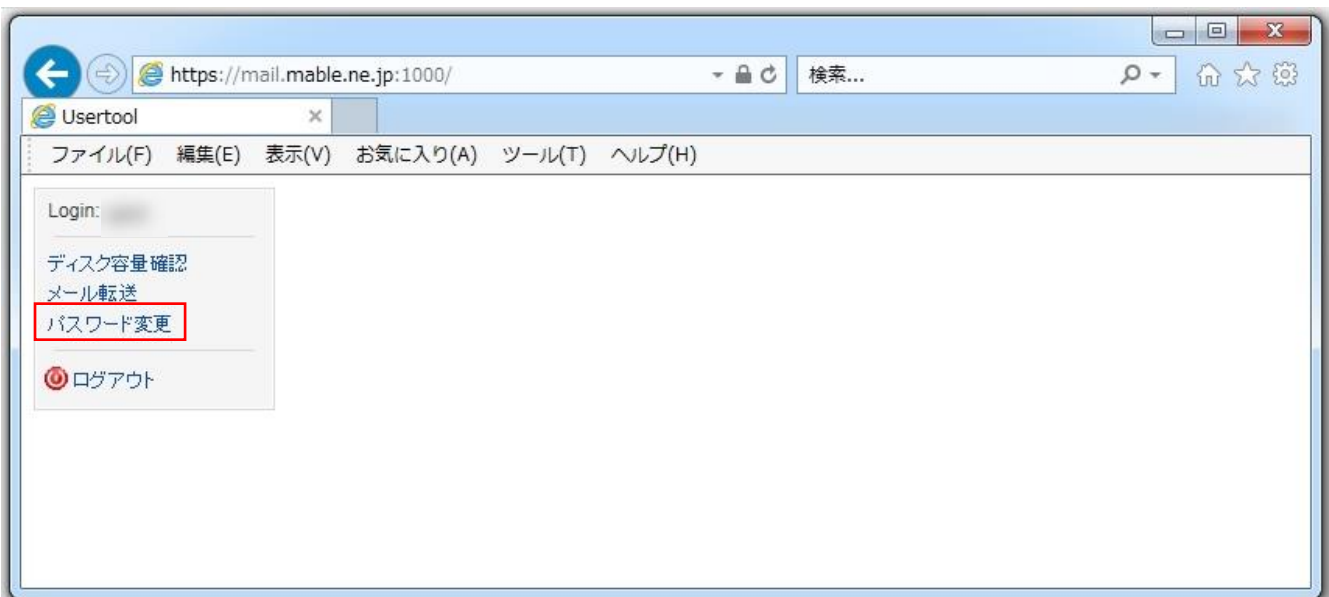 https://mail.mable.ne.jp:1000/
検索...
Usertool
ファイル(F) 編集(E) 表示(V) お気に入り(A) ツール(T) ヘルプ(H)
Login:
ディスク容量確認
メール転送
パスワード変更
ログアウト